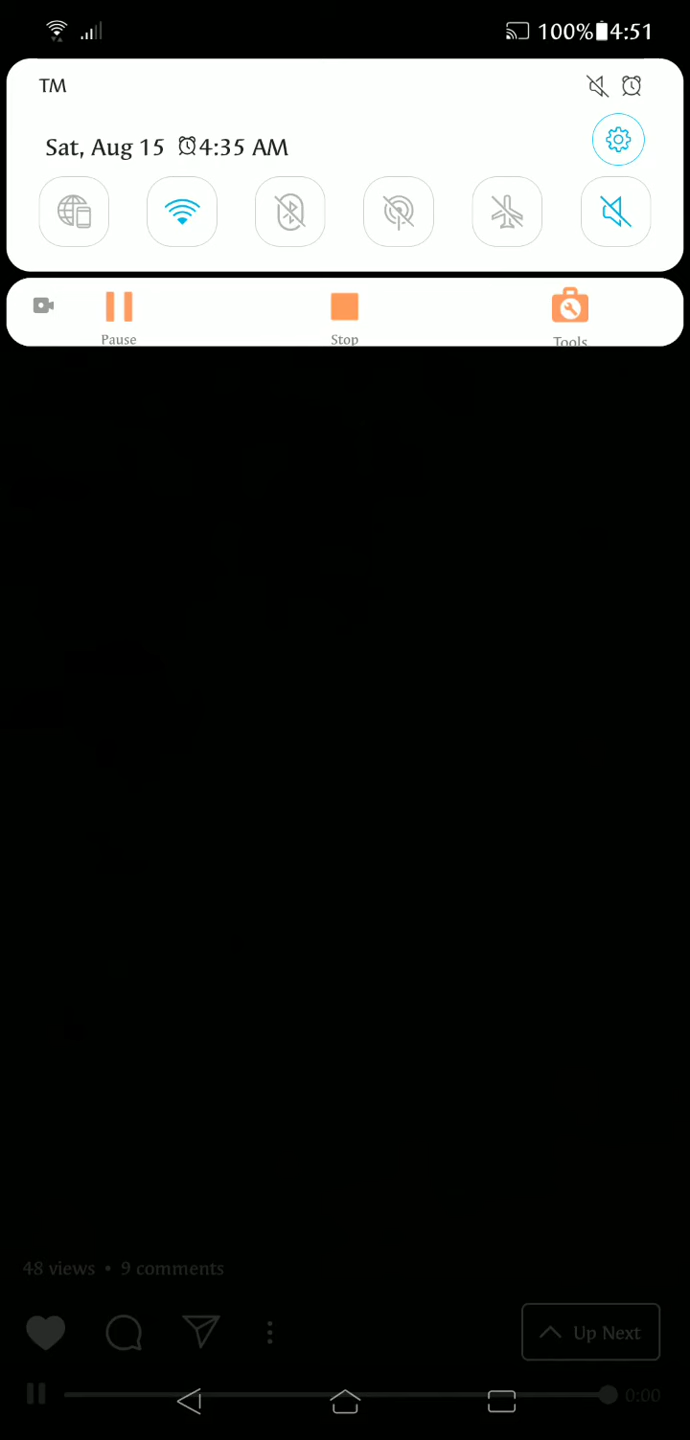 100% 4:51
TM
Sat, Aug 15 4:35 AM
Pause Stop Tools
48 views • 9 comments
Up Next
0:00